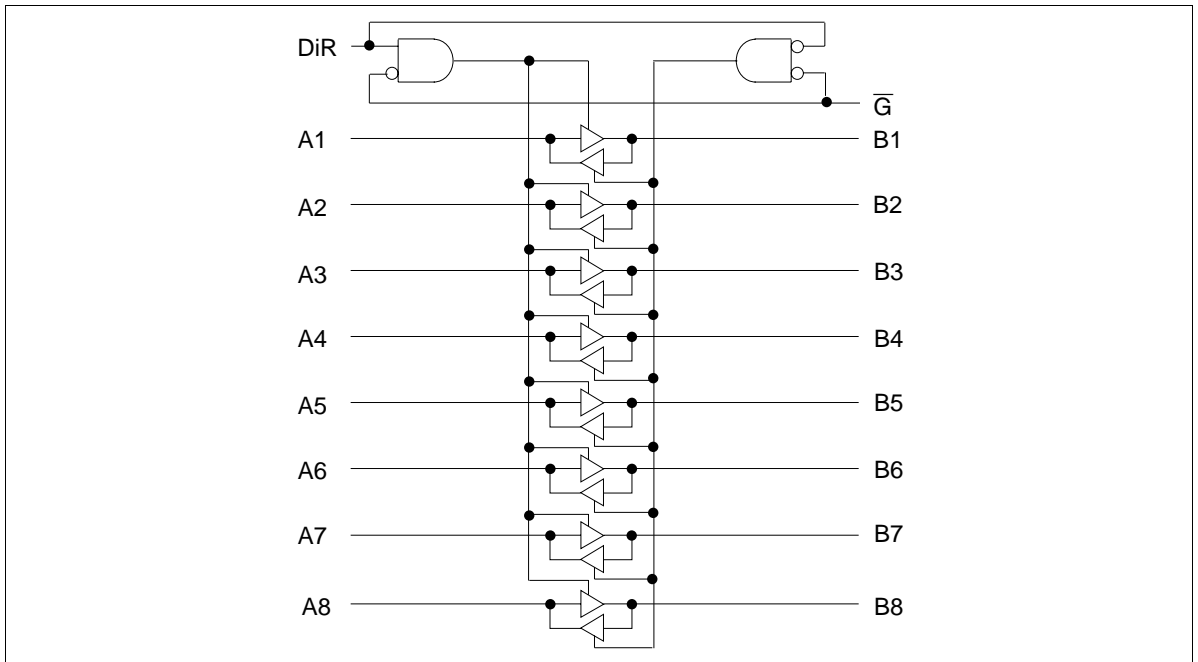 DiR
G̅
A1 B1
A2 B2
A3 B3
A4 B4
A5 B5
A6 B6
A7 B7
A8 B8